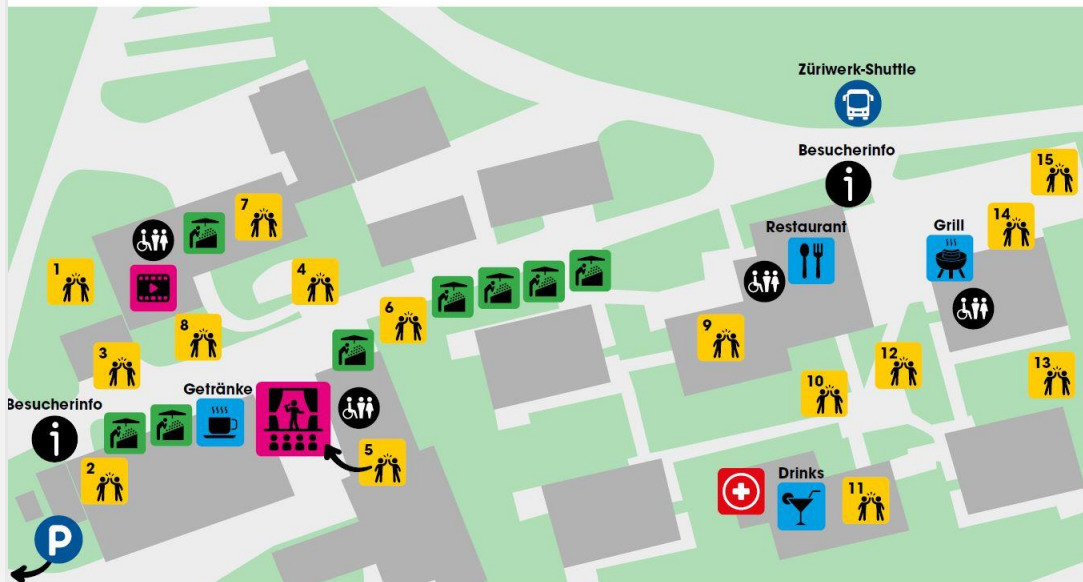 Züriwerk-Shuttle
Besucherinfo
i
15
7
Restaurant
Grill
14
1
4
6
8
9
3
12
13
Getränke
10
Besucherinfo
i
2
5
Drinks
11
P